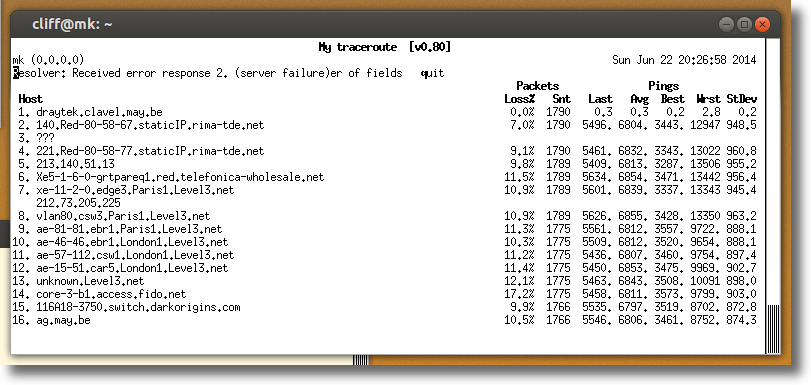 cliff@mk: ~
My traceroute [v0.80]
mk (0.0.0.0) Sun Jun 22 20:26:58 2014
Resolver: Received error response 2. (server failure)er of fields quit
Packets Pings
Host Loss% Snt Last Avg Best Wrst StDev
1. draytek.clavel.may.be 0.0% 1790 0.3 0.3 0.2 2.8 0.2
2. 140.Red-80-58-67.staticIP.rima-tde.net 7.0% 1790 5496. 6804. 3443. 12947 948.5
3. ???
4. 221.Red-80-58-77.staticIP.rima-tde.net 9.1% 1790 5461. 6832. 3343. 13022 960.8
5. 213.140.51.13 9.8% 1789 5409. 6813. 3287. 13506 955.2
6. Xe5-1-6-0-grtpareq1.red.telefonica-wholesale.net 11.5% 1789 5634. 6854. 3471. 13442 956.4
7. xe-11-2-0.edge3.Paris1.Level3.net 10.9% 1789 5601. 6839. 3337. 13343 945.4
212.73.205.225
8. vlan80.csw3.Paris1.Level3.net 10.9% 1789 5626. 6855. 3428. 13350 963.2
9. ae-81-81.ebr1.Paris1.Level3.net 11.3% 1775 5561. 6812. 3557. 9722. 888.1
10. ae-46-46.ebr1.London1.Level3.net 10.3% 1775 5509. 6812. 3520. 9654. 888.1
11. ae-57-112.csw1.London1.Level3.net 11.2% 1775 5436. 6807. 3460. 9754. 897.4
12. ae-15-51.car5.London1.Level3.net 11.4% 1775 5450. 6853. 3475. 9969. 902.7
13. unknown.Level3.net 12.1% 1775 5463. 6843. 3508. 10091 898.0
14. core-3-b1.access.fido.net 17.2% 1775 5458. 6811. 3573. 9799. 903.0
15. 116A18-3750.switch.darkorigins.com 9.9% 1766 5535. 6797. 3519. 8702. 872.8
16. ag.may.be 10.5% 1766 5546. 6806. 3461. 8752. 874.3